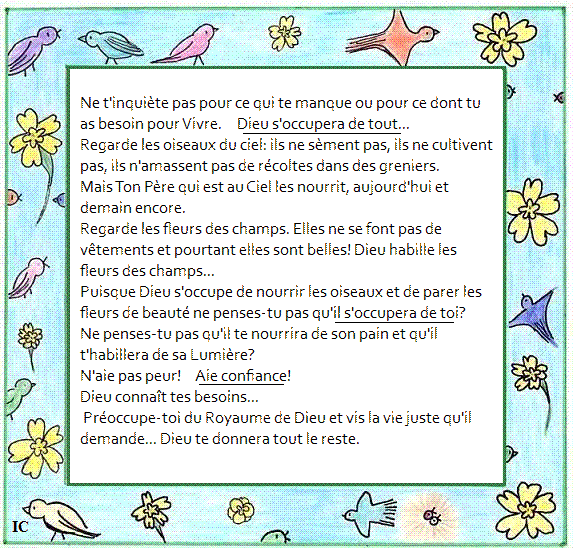 Ne t'inquiète pas pour ce qui te manque ou pour ce dont tu
as besoin pour Vivre. Dieu s'occupera de tout...
Regarde les oiseaux du ciel: ils ne sèment pas, ils ne cultivent
pas, ils n'amassent pas de récoltes dans des greniers.
Mais Ton Père qui est au Ciel les nourrit, aujourd'hui et
demain encore.
Regarde les fleurs des champs. Elles ne se font pas de
vêtements et pourtant elles sont belles! Dieu habille les
fleurs des champs...
Puisque Dieu s'occupe de nourrir les oiseaux et de parer les
fleurs de beauté ne penses-tu pas qu'il s'occupera de toi?
Ne penses-tu pas qu'il te nourrira de son pain et qu'il
t'habillera de sa Lumière?
N'aie pas peur! Aie confiance!
Dieu connaît tes besoins...
Préoccupe-toi du Royaume de Dieu et vis la vie juste qu'il
demande... Dieu te donnera tout le reste.
IC